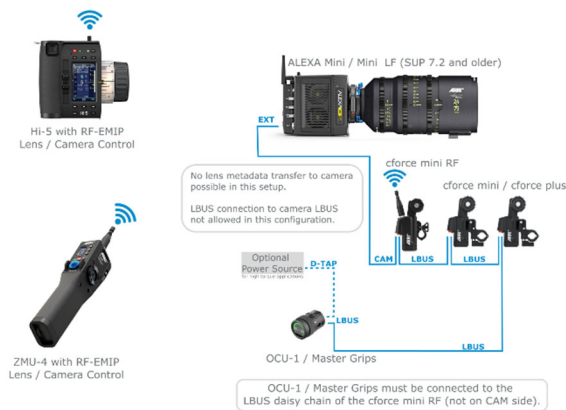 ALEXA Mini / Mini LF (SUP 7.2 and older)
EXT
Hi-5 with RF-EMIP
Lens / Camera Control
No lens metadata transfer to camera
possible in this setup.
LBUS connection to camera LBUS
not allowed in this configuration.
cforce mini RF
cforce mini / cforce plus
CAM
LBUS
LBUS
Optional
Power Source
for high torque applications
D-TAP
LBUS
LBUS
OCU-1 / Master Grips
ZMU-4 with RF-EMIP
Lens / Camera Control
OCU-1 / Master Grips must be connected to the
LBUS daisy chain of the cforce mini RF (not on CAM side).